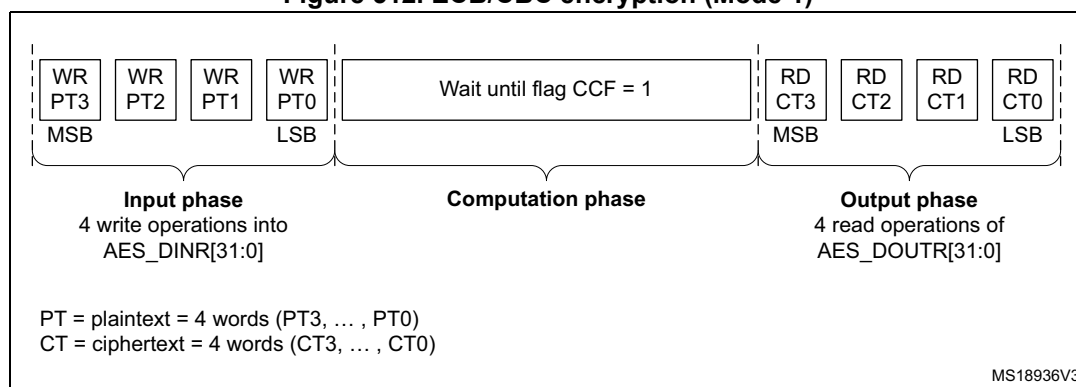 Figure 312. ECB/CBC encryption (Mode 1)
WR WR WR WR
PT3 PT2 PT1 PT0
MSB LSB
Wait until flag CCF = 1
RD RD RD RD
CT3 CT2 CT1 CT0
MSB LSB
Input phase
4 write operations into
AES_DINR[31:0]
Computation phase
Output phase
4 read operations of
AES_DOUTR[31:0]
PT = plaintext = 4 words (PT3, … , PT0)
CT = ciphertext = 4 words (CT3, … , CT0)
MS18936V3